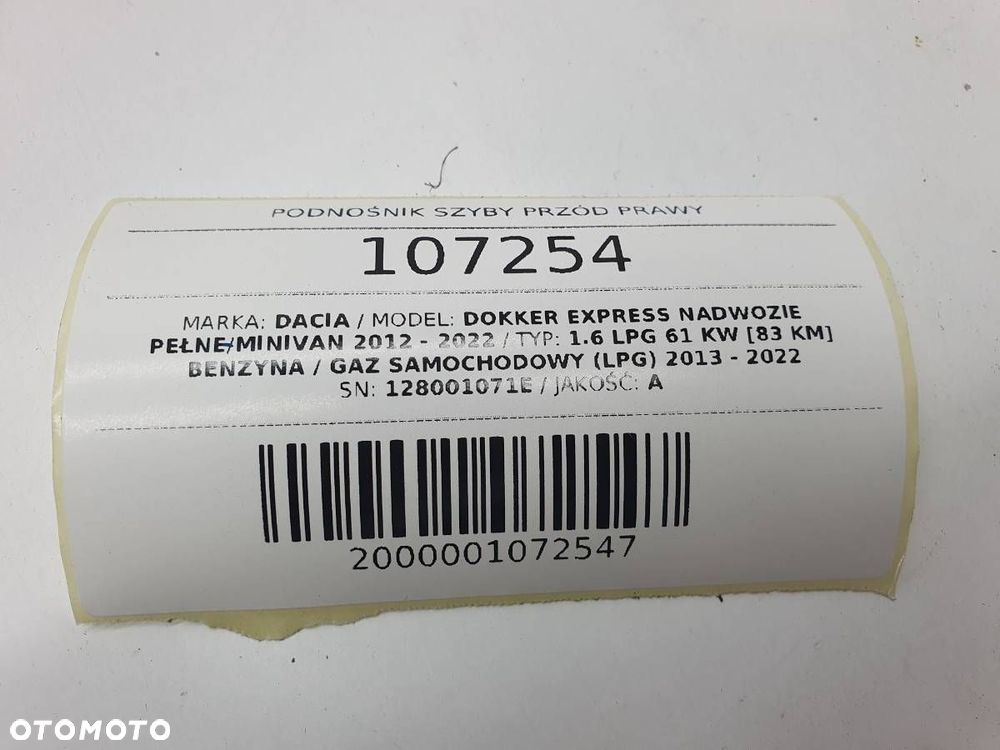 PODNOŚNIK SZYBY PRZÓD PRAWY
107254
MARKA: DACIA / MODEL: DOKKER EXPRESS NADWOZIE
PEŁNE/MINIVAN 2012 - 2022 / TYP: 1.6 LPG 61 KW [83 KM]
BENZYNA / GAZ SAMOCHODOWY (LPG) 2013 - 2022
SN: 128001071E / JAKOŚĆ: A
2000001072547
OTOMOTO